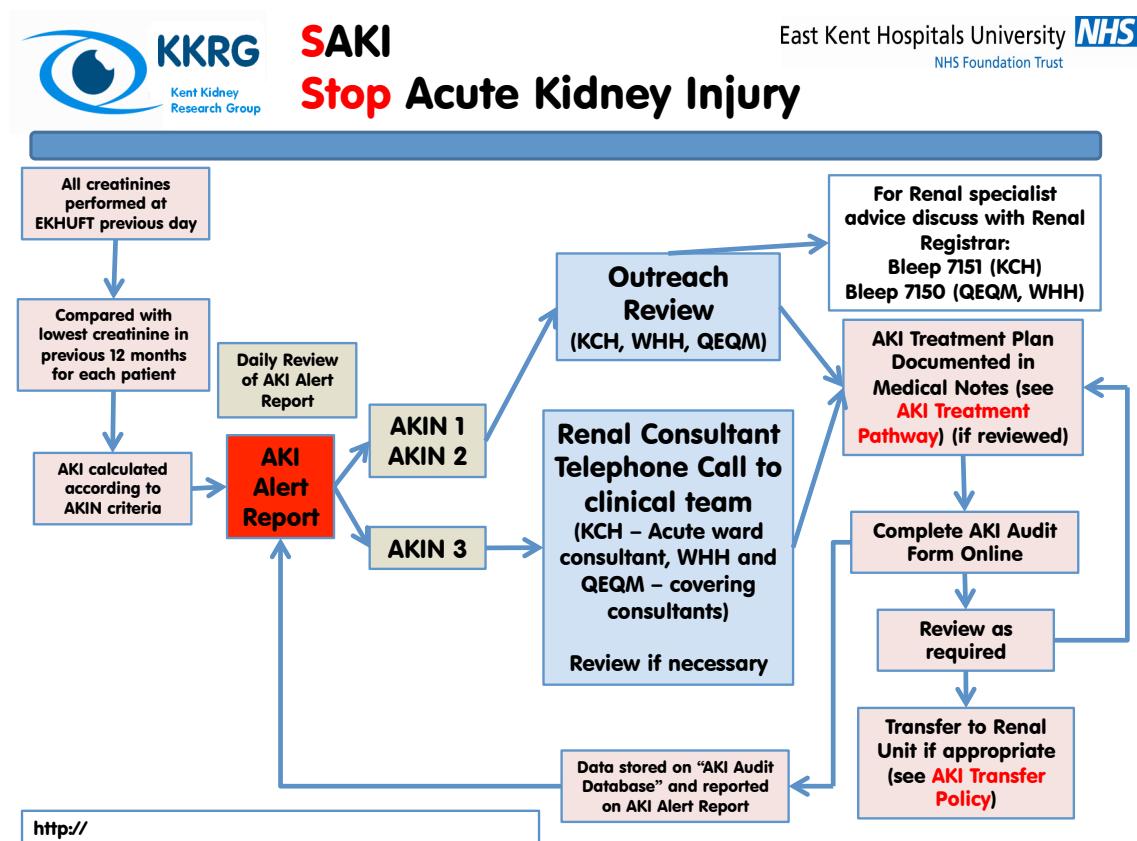 KKRG
Kent Kidney
Research Group
SAKI
Stop Acute Kidney Injury
East Kent Hospitals University NHS
NHS Foundation Trust
All creatinines
performed at
EKHUFT previous day
Compared with
lowest creatinine in
previous 12 months
for each patient
AKI calculated
according to
AKIN criteria
Daily Review
of AKI Alert
Report
AKI
Alert
Report
AKIN 1
AKIN 2
AKIN 3
Outreach
Review
(KCH, WHH, QEQM)
Renal Consultant
Telephone Call to
clinical team
(KCH – Acute ward
consultant, WHH and
QEQM – covering
consultants)
Review if necessary
For Renal specialist
advice discuss with Renal
Registrar:
Bleep 7151 (KCH)
Bleep 7150 (QEQM, WHH)
AKI Treatment Plan
Documented in
Medical Notes (see
AKI Treatment
Pathway) (if reviewed)
Complete AKI Audit
Form Online
Review as
required
Transfer to Renal
Unit if appropriate
(see AKI Transfer
Policy)
Data stored on “AKI Audit
Database” and reported
on AKI Alert Report
http://